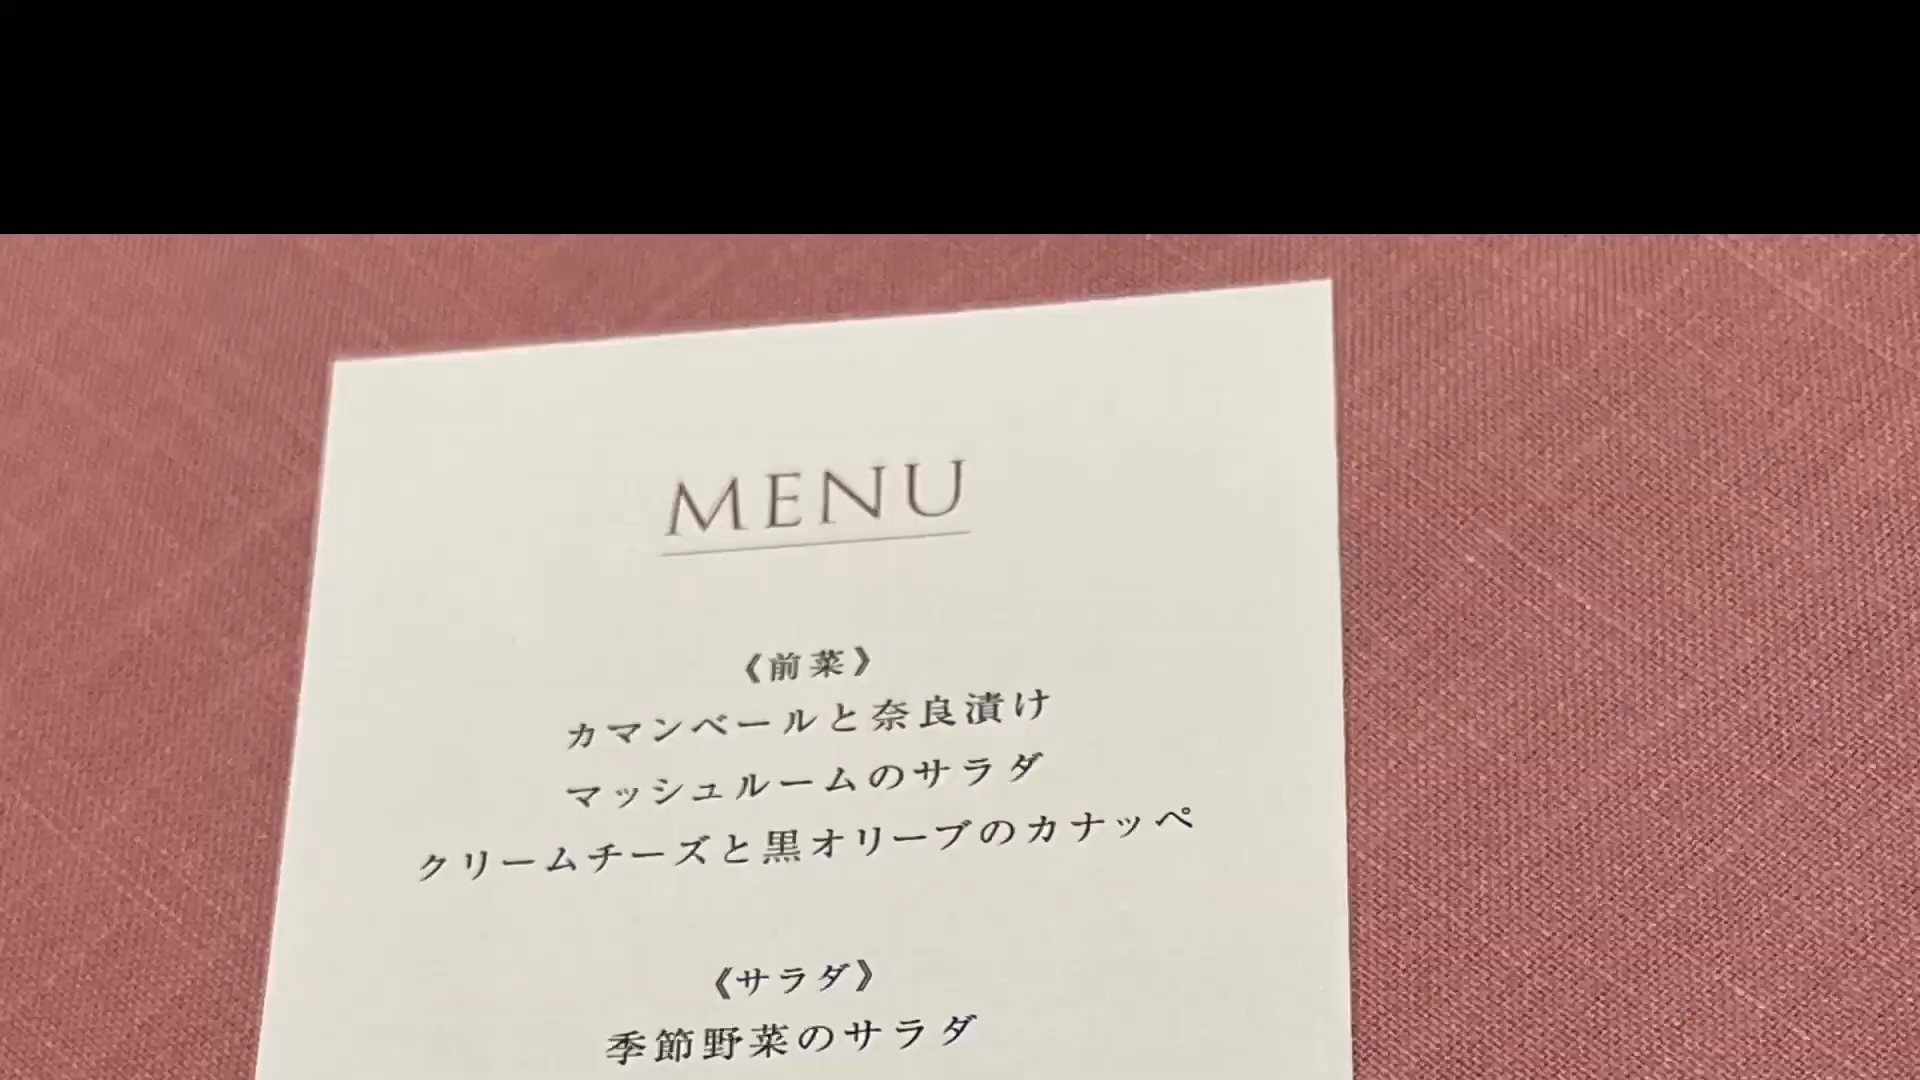 MENU
《前菜》
カマンベールと奈良漬け
マッシュルームのサラダ
クリームチーズと黒オリーブのカナッペ
《サラダ》
季節野菜のサラダ